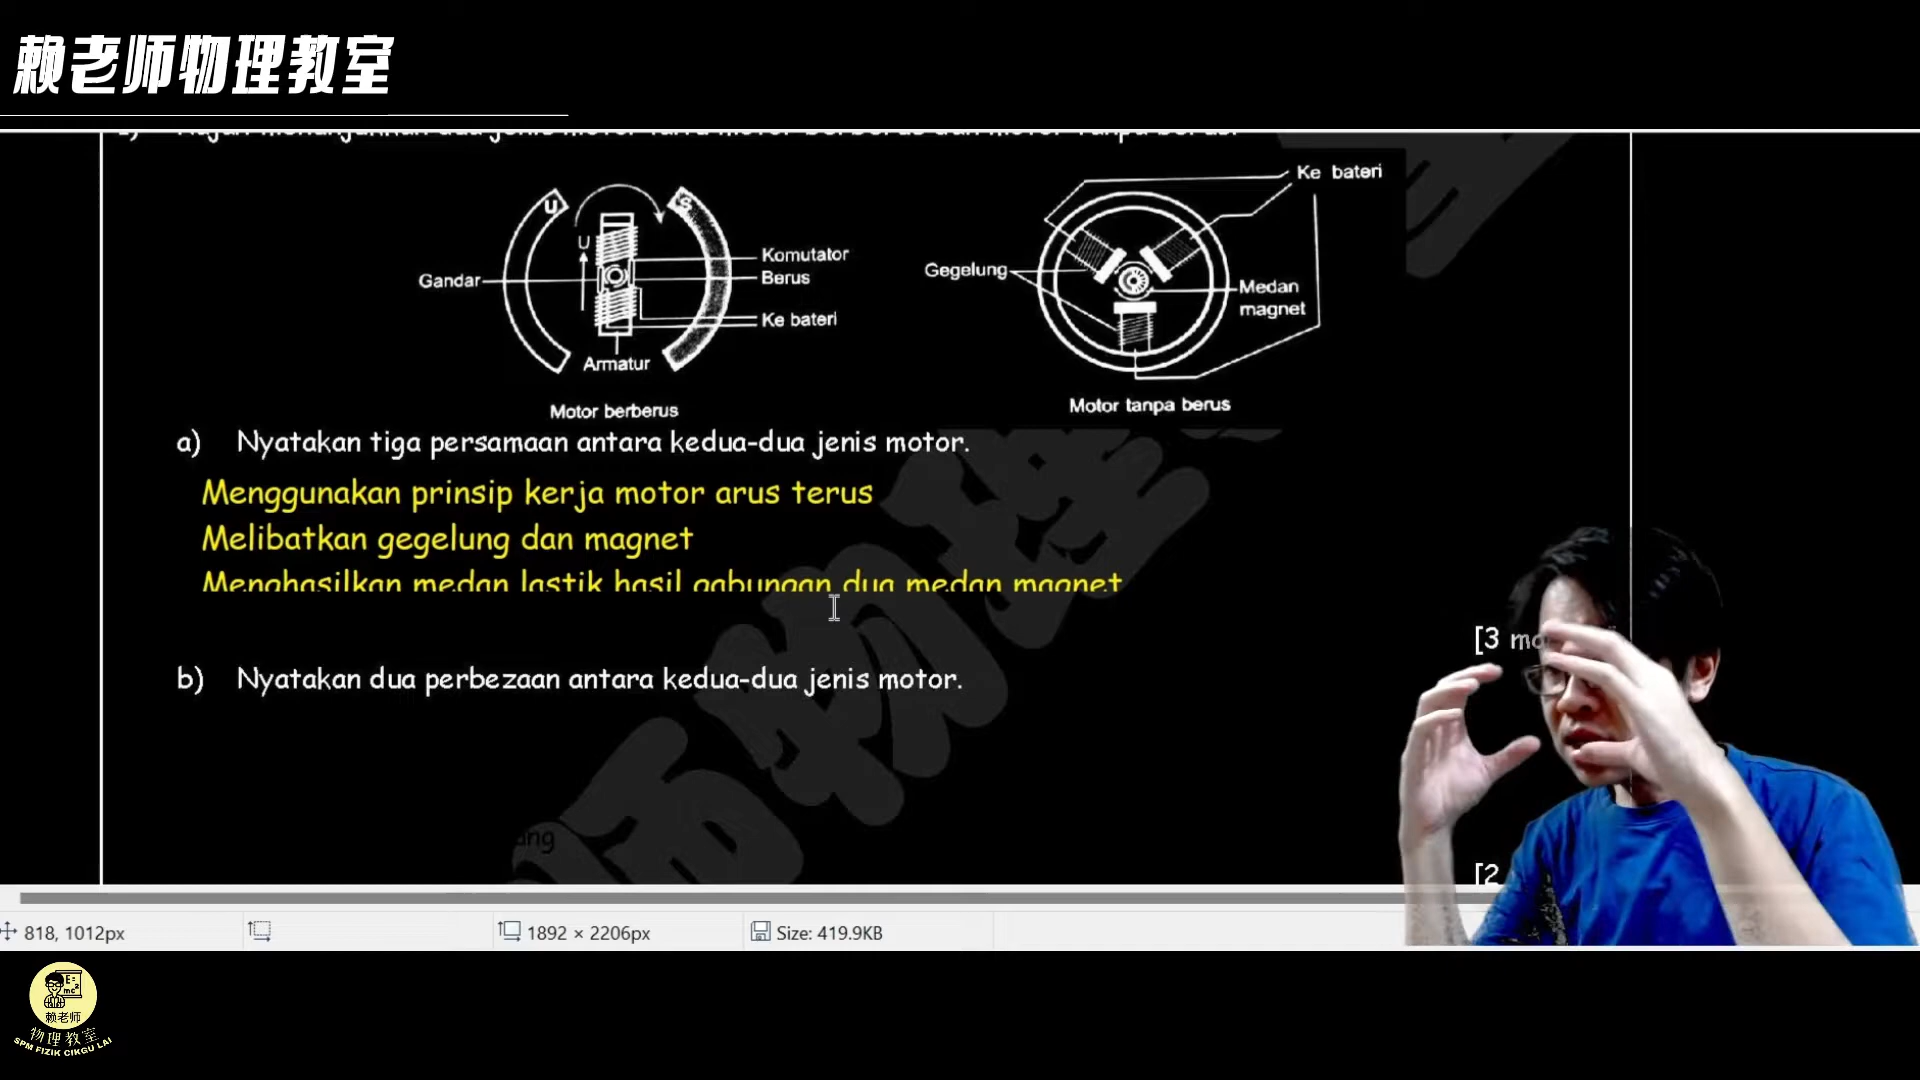 赖老师物理教室
Ke bateri
U
S
U
Komutator
Gandar
Berus
Gegelung
Medan
magnet
Ke bateri
Armatur
Motor berberus
Motor tanpa berus
a) Nyatakan tiga persamaan antara kedua-dua jenis motor.
Menggunakan prinsip kerja motor arus terus
Melibatkan gegelung dan magnet
Menghasilkan medan lastik hasil gabungan dua medan magnet
[3
b) Nyatakan dua perbezaan antara kedua-dua jenis motor.
[2
818, 1012px
1892 × 2206px
Size: 419.9KB
E=
mc²
赖老师
物理教室
SPM FIZIK CIKGU LAI